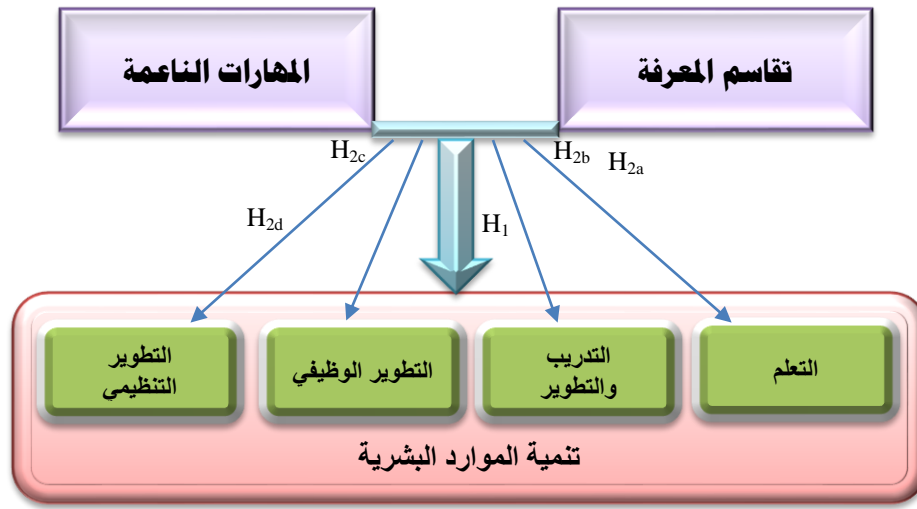 تقاسم المعرفة
المهارات الناعمة
H2c
H2b
H2a
H2d
H1
التعلم
التدريب
والتطوير
التطوير الوظيفي
التطوير
التنظيمي
تنمية الموارد البشرية